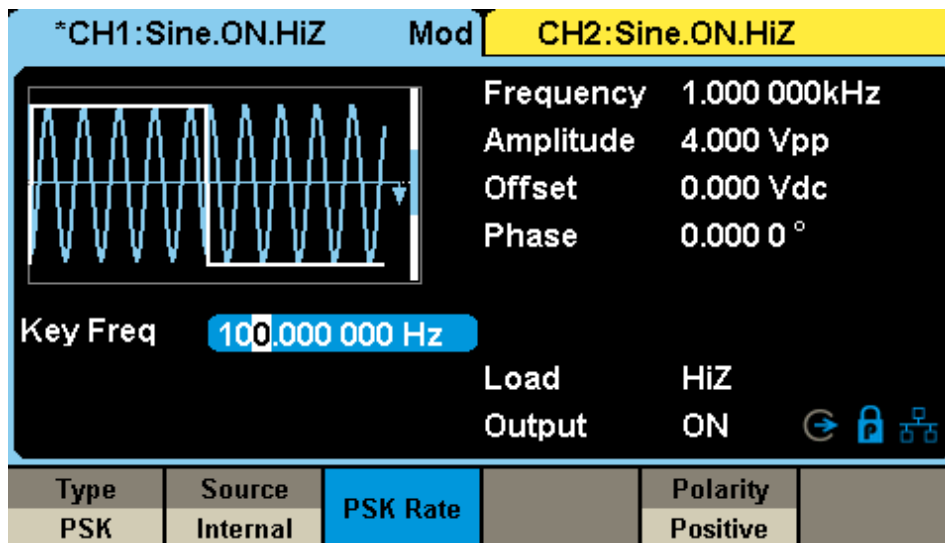 *CH1:Sine.ON.HiZ Mod CH2:Sine.ON.HiZ
Frequency 1.000 000kHz
Amplitude 4.000 Vpp
Offset 0.000 Vdc
Phase 0.000 0 °
Key Freq 100.000 000 Hz
Load HiZ
Output ON P
Type Source PSK Rate Polarity
PSK Internal Positive